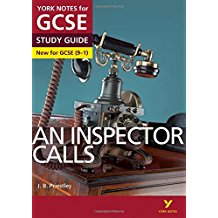 YORK NOTES FOR
GCSE
STUDY GUIDE
New for GCSE (9-1)
AN INSPECTOR
CALLS
J. B. Priestley
YORK NOTES